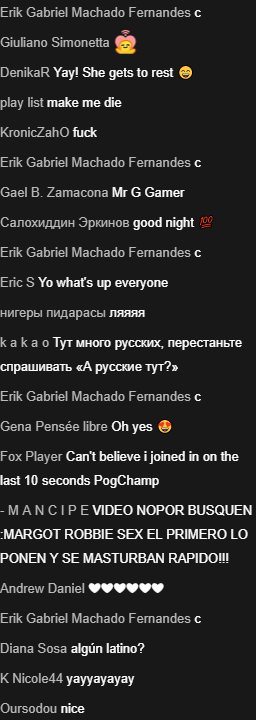 Erik Gabriel Machado Fernandes c
Giuliano Simonetta
DenikaR Yay! She gets to rest 😄
play list make me die
KronicZahO fuck
Erik Gabriel Machado Fernandes c
Gael B. Zamacona Mr G Gamer
Салохиддин Эркинов good night 💯
Erik Gabriel Machado Fernandes c
Eric S Yo what's up everyone
нигеры пидарасы ляяяя
k a k a o Тут много русских, перестаньте
спрашивать «А русские тут?»
Erik Gabriel Machado Fernandes c
Gena Pensée libre Oh yes 😍
Fox Player Can't believe i joined in on the
last 10 seconds PogChamp
- M A N C I P E VIDEO NOPOR BUSQUEN
:MARGOT ROBBIE SEX EL PRIMERO LO
PONEN Y SE MASTURBAN RAPIDO!!!
Andrew Daniel 🤍🤍🤍🤍🤍🤍
Erik Gabriel Machado Fernandes c
Diana Sosa algún latino?
K Nicole44 yayyayayay
Oursodou nice